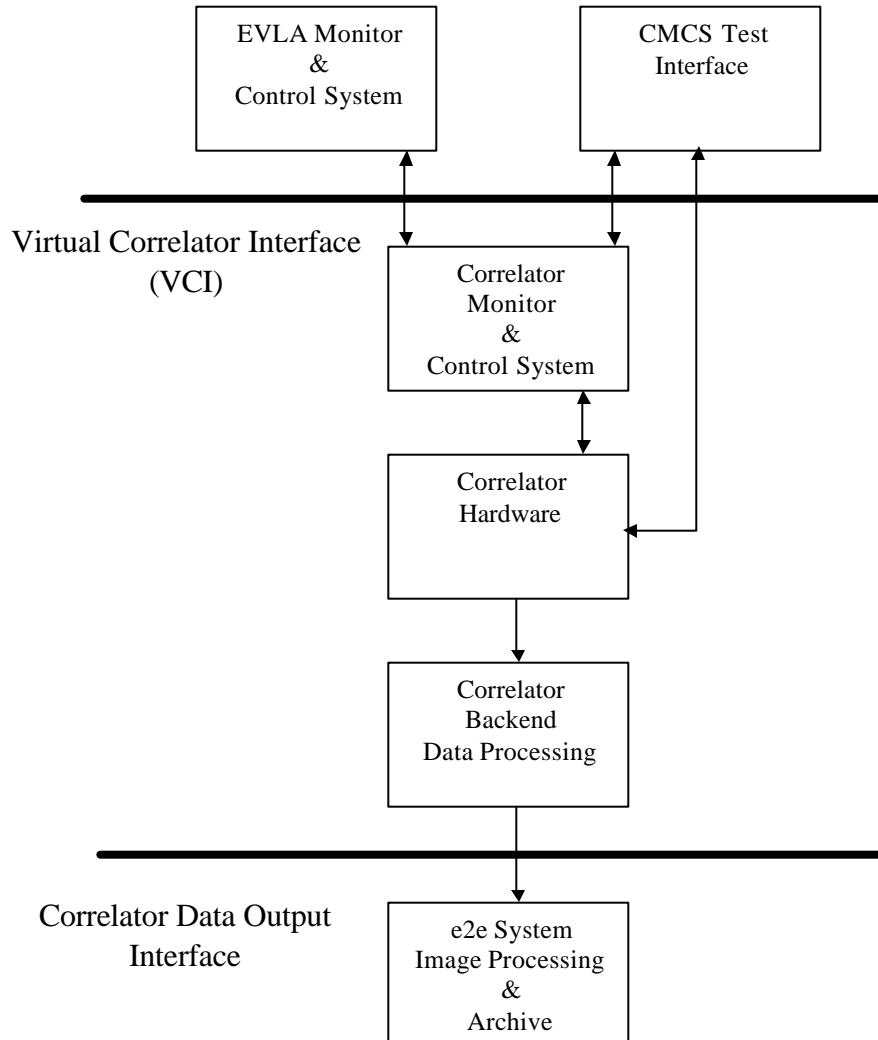 EVLA Monitor
&
Control System
CMCS Test
Interface
Virtual Correlator Interface
(VCI)
Correlator
Monitor
&
Control System
Correlator
Hardware
Correlator
Backend
Data Processing
Correlator Data Output
Interface
e2e System
Image Processing
&
Archive